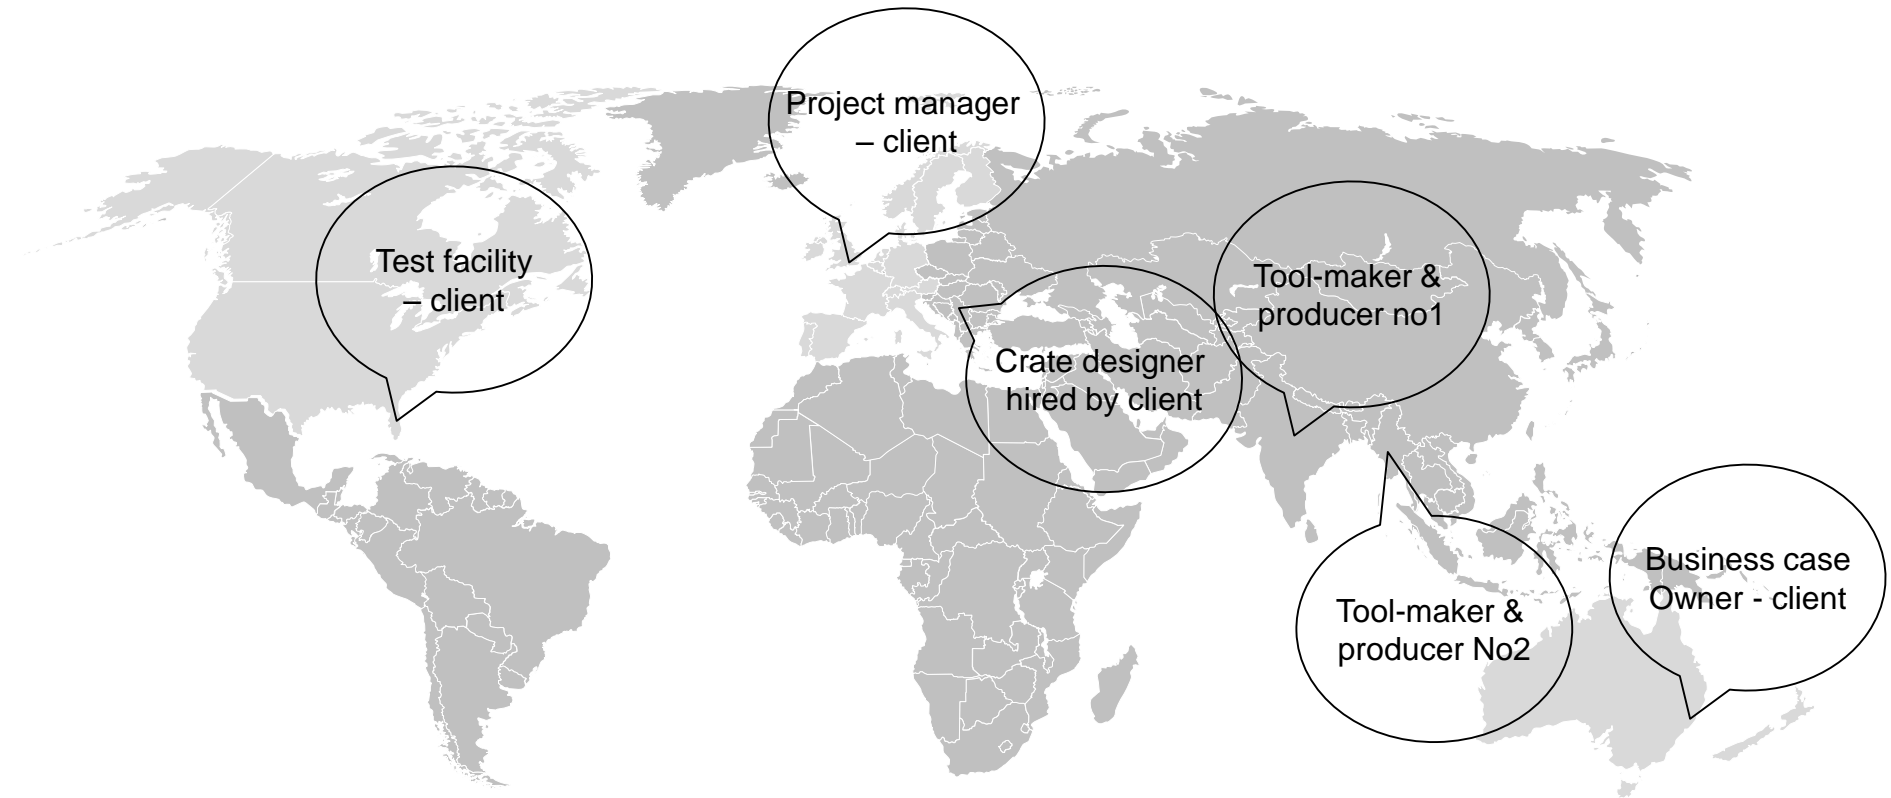 Project manager
– client
Test facility
– client
Tool-maker &
producer no1
Crate designer
hired by client
Business case
Owner - client
Tool-maker &
producer No2